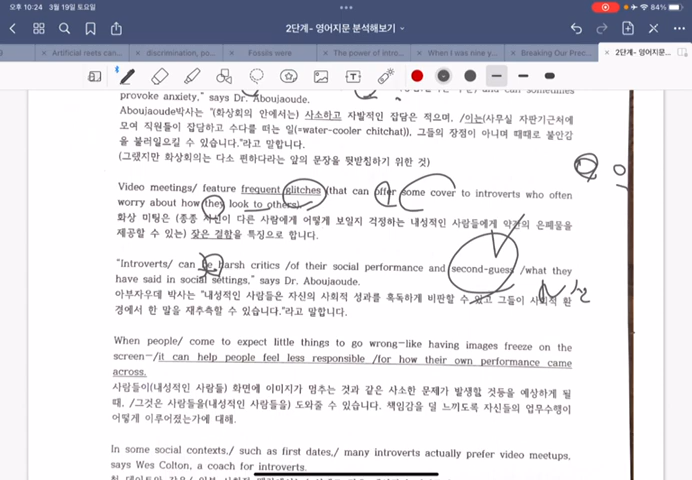 오후 10:24 3월 19일 토요일
84%
2단계- 영어지문 분석해보기
9
Artificial reets can...
discrimination, po...
Fossils were
The power of intro...
When I was nine y...
Breaking Our Prec...
2단계- 영어지문...
provoke anxiety," says Dr. Aboujaoude.
Aboujaoude박사는 "(화상회의 안에서는) 사소하고 자발적인 잡담은 적으며, /이는(사무실 자판기근처에
모여 직원들이 잡담하고 수다를 떠는 일(=water-cooler chitchat)), 그들의 장점이 아니며 때때로 불안감
을 불러일으킬 수 있습니다."라고 말합니다.
(그랬지만 화상회의는 다소 편하다라는 앞의 문장을 뒷받침하기 위한 것)
Video meetings/ feature frequent glitches (that can offer some cover to introverts who often
worry about how they look to others).
화상 미팅은 (종종 자신이 다른 사람에게 어떻게 보일지 걱정하는 내성적인 사람들에게 약간의 은폐물을
제공할 수 있는) 잦은 결함을 특징으로 합니다.
"Introverts/ can be harsh critics /of their social performance and second-guess /what they
have said in social settings," says Dr. Aboujaoude.
아부자우데 박사는 "내성적인 사람들은 자신의 사회적 성과를 혹독하게 비판할 수 있고 그들이 사회적 환
경에서 한 말을 재추측할 수 있습니다."라고 말합니다.
When people/ come to expect little things to go wrong-like having images freeze on the
screen-/it can help people feel less responsible /for how their own performance came
across.
사람들이(내성적인 사람들) 화면에 이미지가 멈추는 것과 같은 사소한 문제가 발생할 것등을 예상하게 될
때, /그것은 사람들을(내성적인 사람들을) 도와줄 수 있습니다. 책임감을 덜 느끼도록 자신들의 업무수행이
어떻게 이루어졌는가에 대해.
In some social contexts,/ such as first dates,/ many introverts actually prefer video meetups,
says Wes Colton, a coach for introverts.